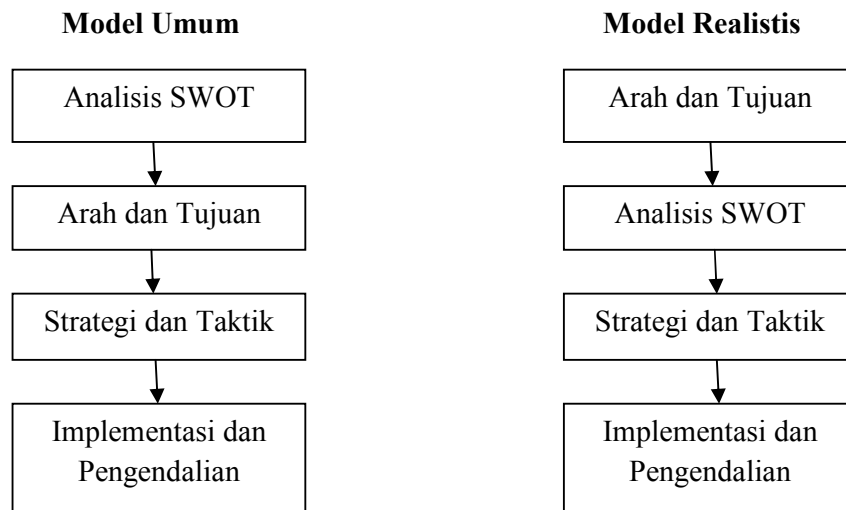 Model Umum
Analisis SWOT
Arah dan Tujuan
Strategi dan Taktik
Implementasi dan
Pengendalian
Model Realistis
Arah dan Tujuan
Analisis SWOT
Strategi dan Taktik
Implementasi dan
Pengendalian